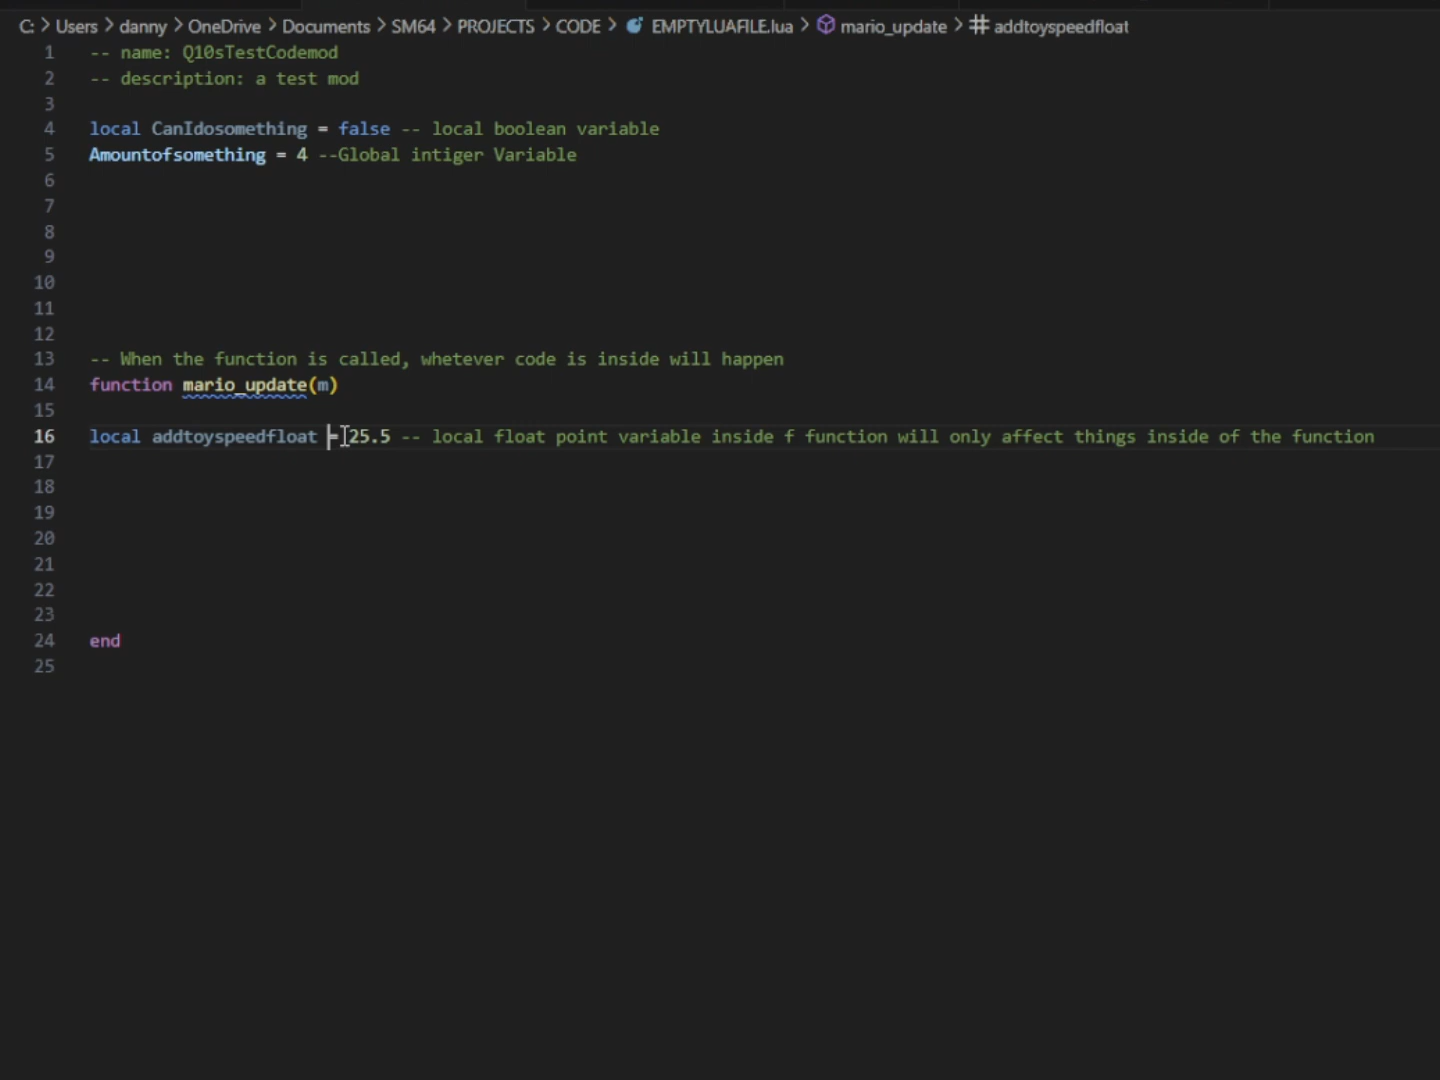 C: > Users > danny > OneDrive > Documents > SM64 > PROJECTS > CODE > EMPTYLUAFILE.lua > mario_update > addtoyspeedfloat
1 -- name: Q10sTestCodemod
2 -- description: a test mod
3
4 local CanIdosomething = false -- local boolean variable
5 Amountofsomething = 4 --Global intiger Variable
6
7
8
9
10
11
12
13 -- When the function is called, whetever code is inside will happen
14 function mario_update(m)
15
16 local addtoyspeedfloat = 25.5 -- local float point variable inside f function will only affect things inside of the function
17
18
19
20
21
22
23
24 end
25